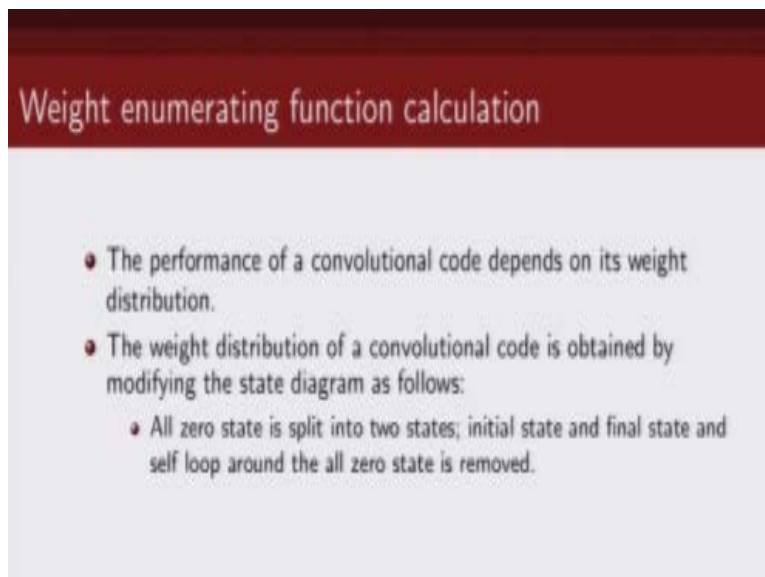 Weight enumerating function calculation
The performance of a convolutional code depends on its weight
distribution.
The weight distribution of a convolutional code is obtained by
modifying the state diagram as follows:
All zero state is split into two states; initial state and final state and
self loop around the all zero state is removed.